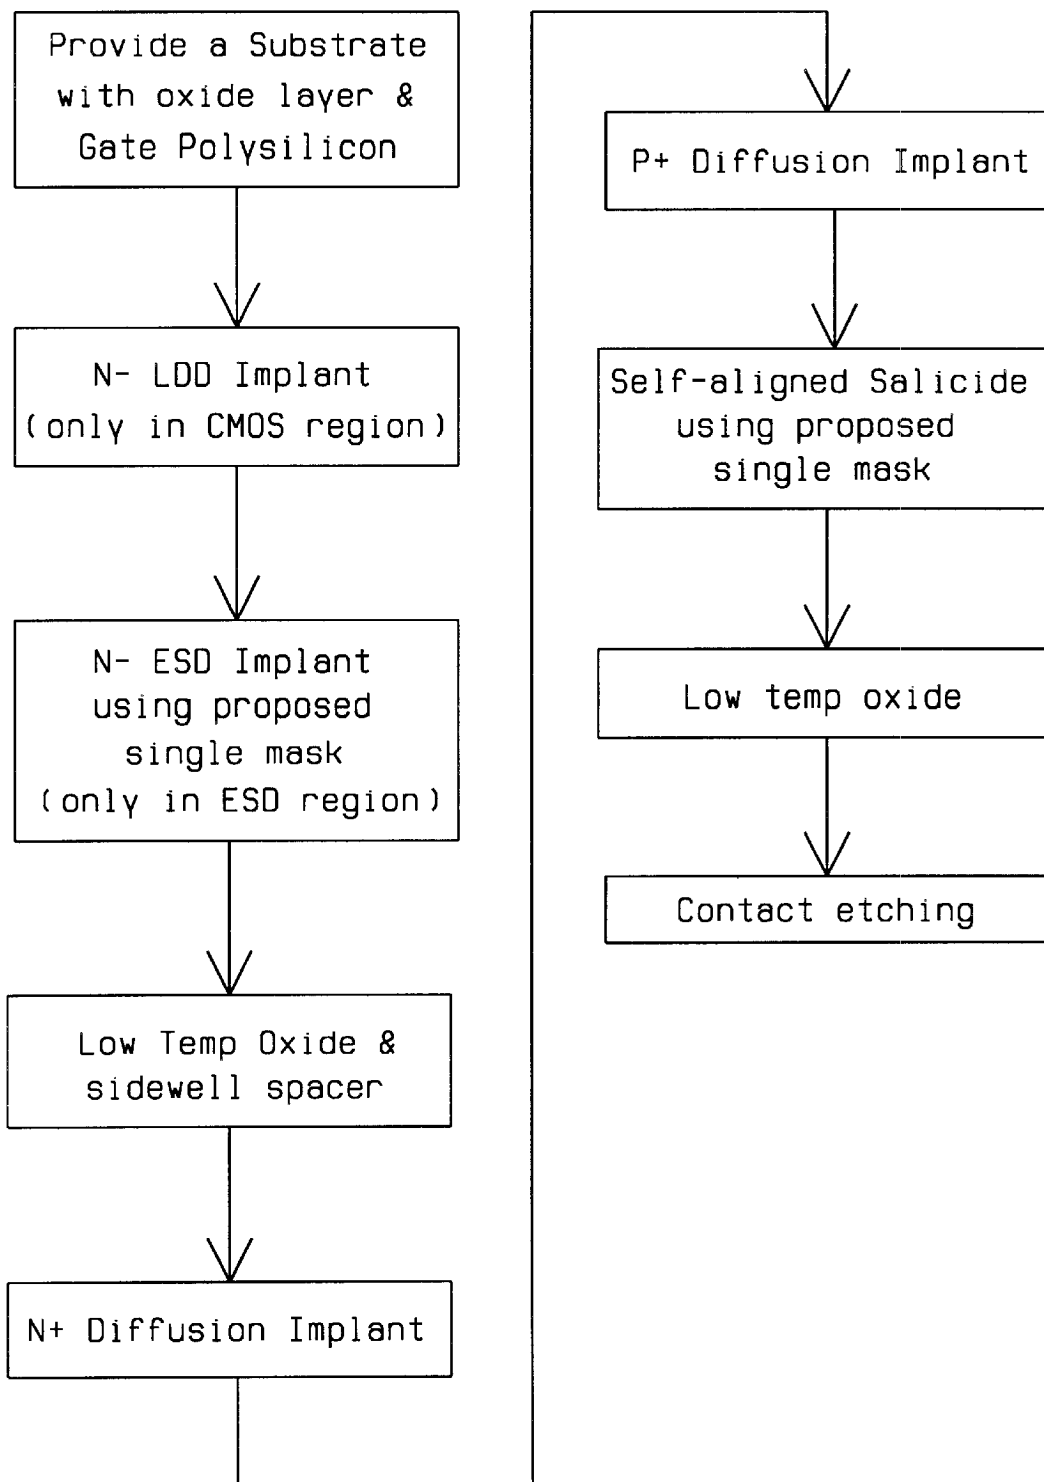 Provide a Substrate
with oxide layer &
Gate Polysilicon
N- LDD Implant
(only in CMOS region)
N- ESD Implant
using proposed
single mask
(only in ESD region)
Low Temp Oxide &
sidewell spacer
N+ Diffusion Implant
P+ Diffusion Implant
Self-aligned Salicide
using proposed
single mask
Low temp oxide
Contact etching